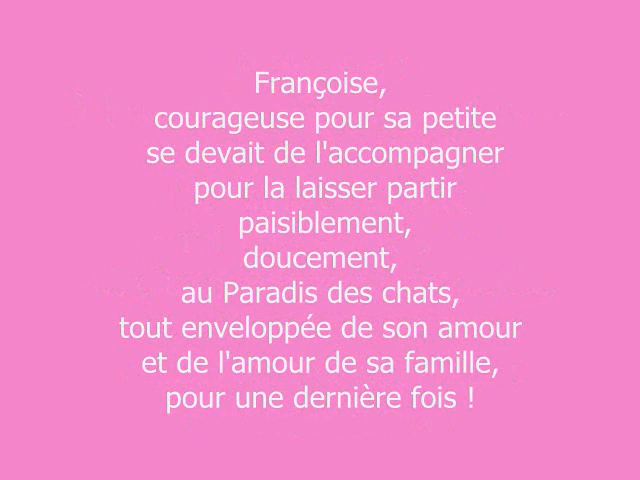 Françoise,
courageuse pour sa petite
se devait de l'accompagner
pour la laisser partir
paisiblement,
doucement,
au Paradis des chats,
tout enveloppée de son amour
et de l'amour de sa famille,
pour une dernière fois !